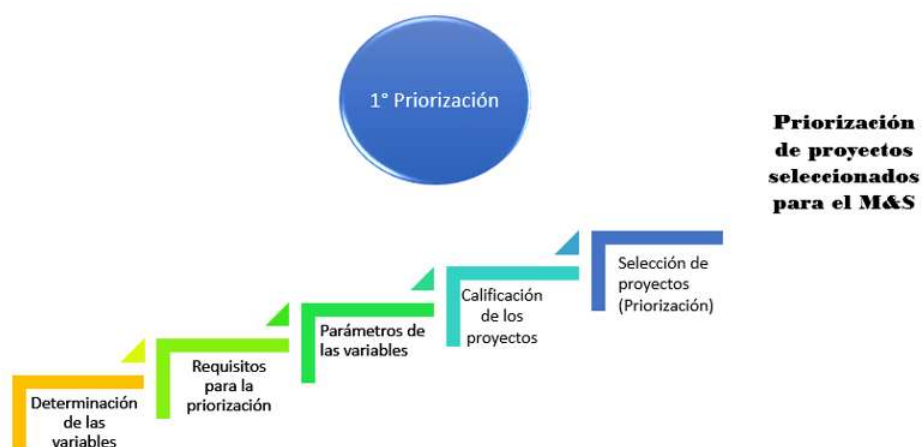 1° Priorización
Priorización
de proyectos
seleccionados
para el M&S
Determinación
de las
variables
Requisitos
para la
priorización
Parámetros de
las variables
Calificación
de los
proyectos
Selección de
proyectos
(Priorización)